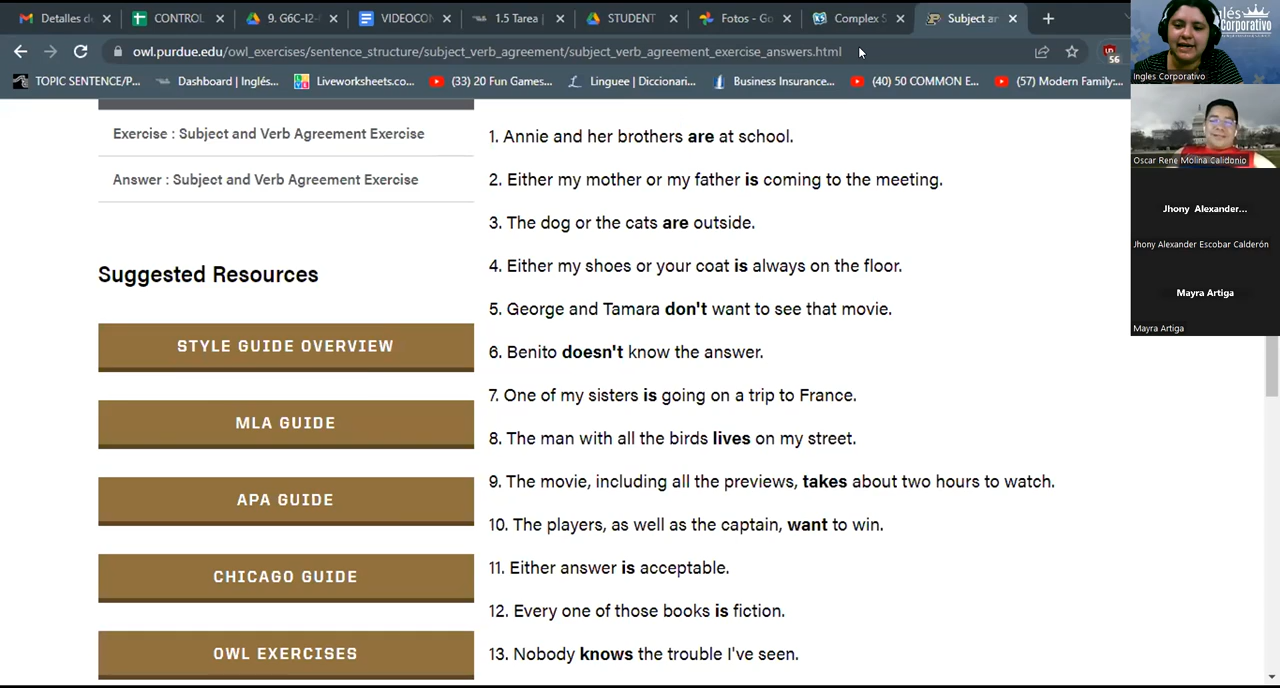 Detalles de
CONTROL
9. G6C-I2-
VIDEOCO
1.5 Tarea
STUDENT
Fotos - Go
Complex S
Subject an
owl.purdue.edu/owl_exercises/sentence_structure/subject_verb_agreement/subject_verb_agreement_exercise_answers.html
56
TOPIC SENTENCE/P...
Dashboard | Inglés...
Liveworksheets.co...
(33) 20 Fun Games...
Linguee | Diccionari...
Business Insurance...
(40) 50 COMMON E...
(57) Modern Family:...
Exercise : Subject and Verb Agreement Exercise
Answer : Subject and Verb Agreement Exercise
Suggested Resources
STYLE GUIDE OVERVIEW
MLA GUIDE
APA GUIDE
CHICAGO GUIDE
OWL EXERCISES
1. Annie and her brothers are at school.
2. Either my mother or my father is coming to the meeting.
3. The dog or the cats are outside.
4. Either my shoes or your coat is always on the floor.
5. George and Tamara don't want to see that movie.
6. Benito doesn't know the answer.
7. One of my sisters is going on a trip to France.
8. The man with all the birds lives on my street.
9. The movie, including all the previews, takes about two hours to watch.
10. The players, as well as the captain, want to win.
11. Either answer is acceptable.
12. Every one of those books is fiction.
13. Nobody knows the trouble I've seen.
Corporativo
Ingles Corporativo
Oscar Rene Molina Calidonio
Jhony Alexander...
Jhony Alexander Escobar Calderón
Mayra Artiga
Mayra Artiga